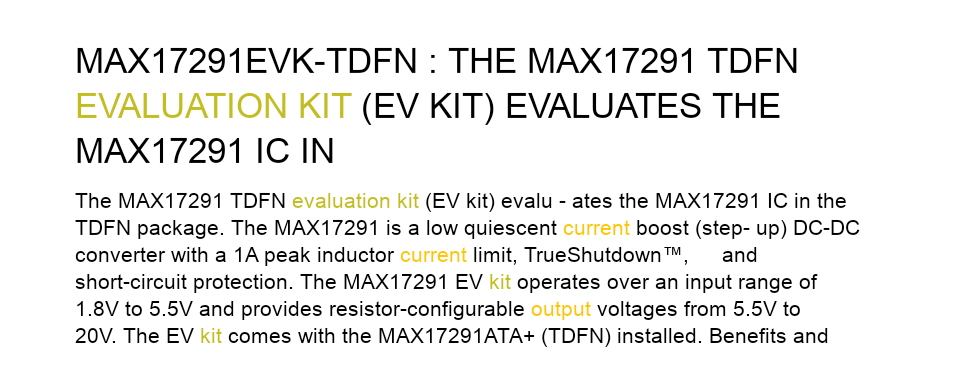 MAX17291EVK-TDFN : THE MAX17291 TDFN
EVALUATION KIT (EV KIT) EVALUATES THE
MAX17291 IC IN
The MAX17291 TDFN evaluation kit (EV kit) evalu - ates the MAX17291 IC in the
TDFN package. The MAX17291 is a low quiescent current boost (step- up) DC-DC
converter with a 1A peak inductor current limit, TrueShutdown™, and
short-circuit protection. The MAX17291 EV kit operates over an input range of
1.8V to 5.5V and provides resistor-configurable output voltages from 5.5V to
20V. The EV kit comes with the MAX17291ATA+ (TDFN) installed. Benefits and